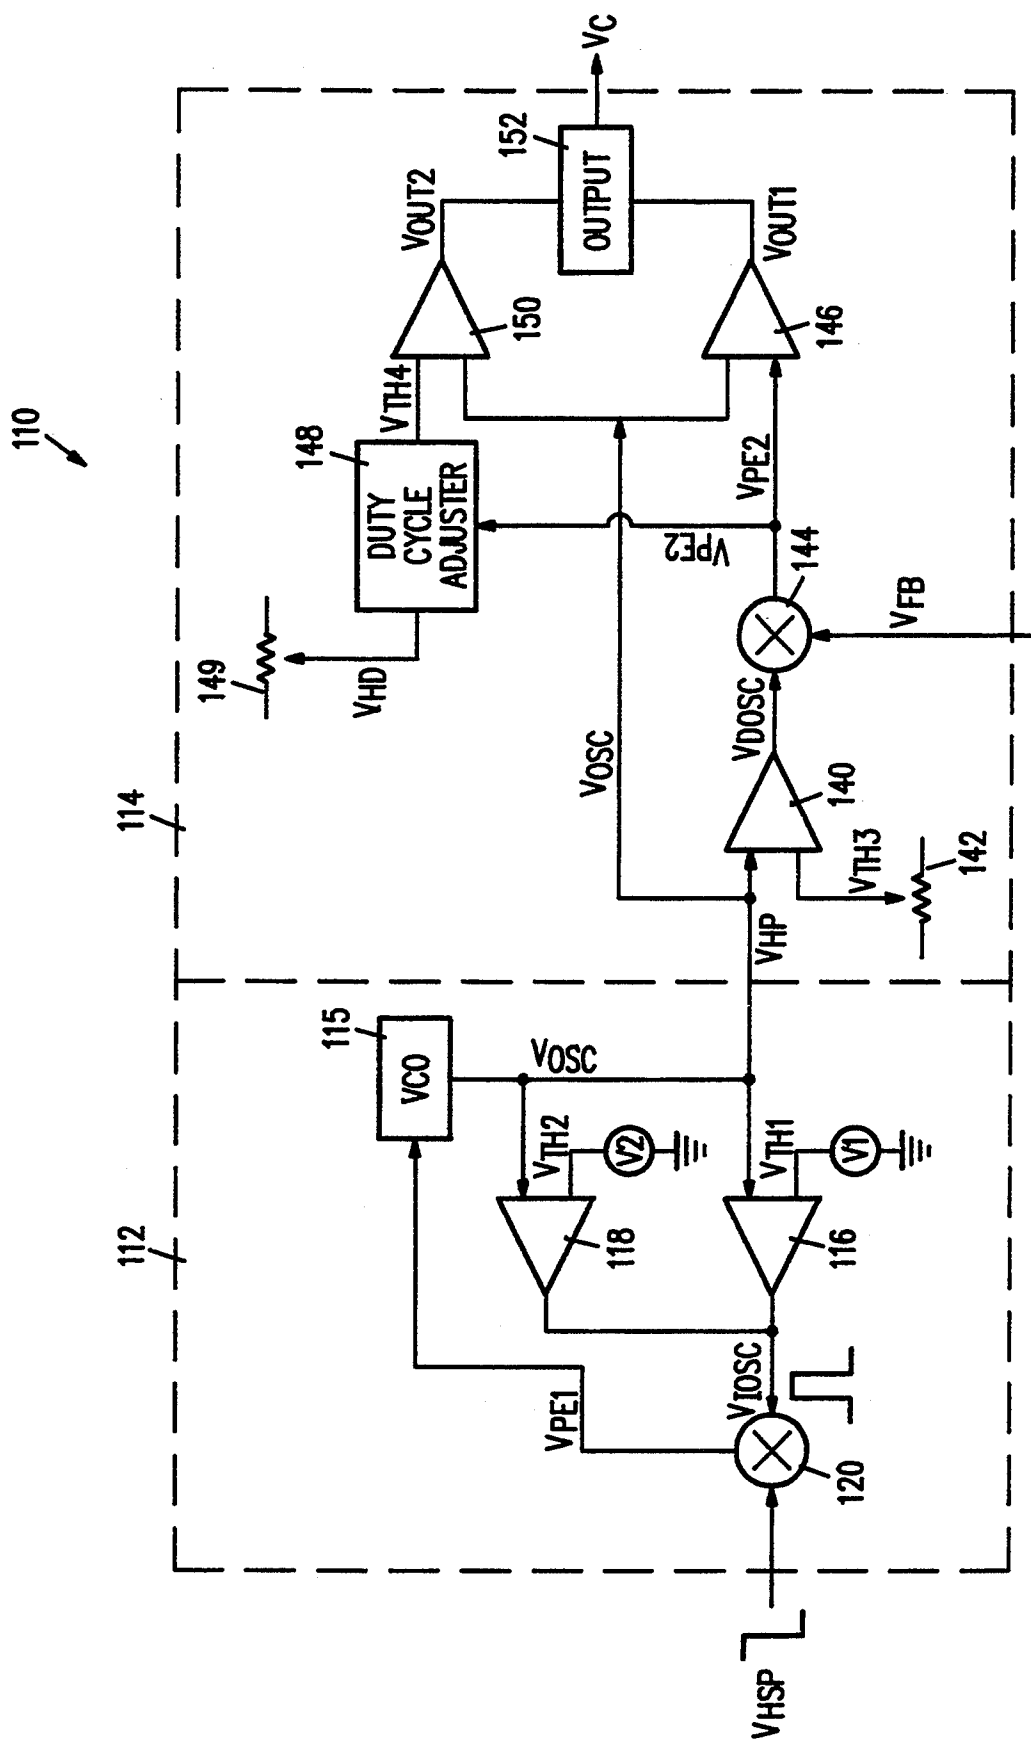 110
112
114
115
VCO
VOSC
VTH2
V2
118
VTH1
V1
116
VPE1
VIOSC
120
VHSP
VHP
VOSC
VTH3
142
140
VDOSC
144
VFB
VPE2
VPE2
149
VHD
148
DUTY
CYCLE
ADJUSTER
VTH4
150
146
VOUT2
VOUT1
152
OUTPUT
VC